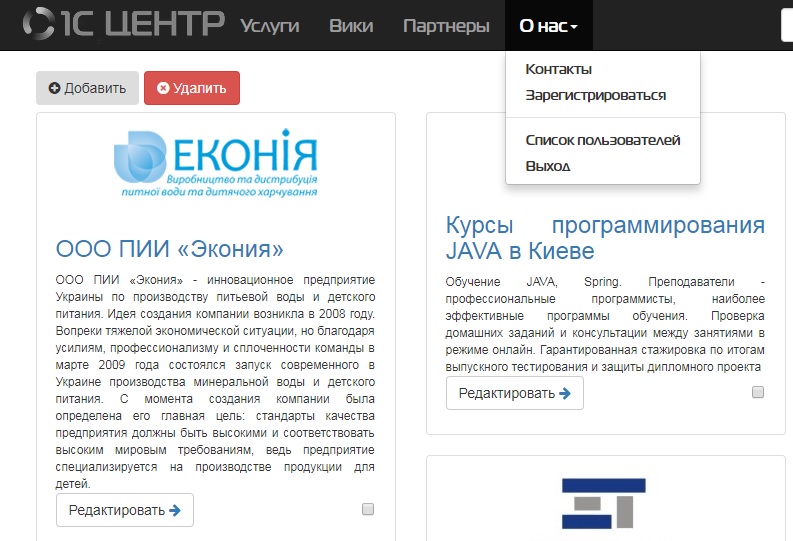 1С ЦЕНТР Услуги Вики Партнеры О нас
Контакты
Зарегистрироваться
Список пользователей
Выход
Добавить Удалить
ЕКОНІЯ
Виробництво та дистрибуція
питної води та дитячого харчування
ООО ПИИ «Экония»
ООО ПИИ «Экония» - инновационное предприятие
Украины по производству питьевой воды и детского
питания. Идея создания компании возникла в 2008 году.
Вопреки тяжелой экономической ситуации, но благодаря
усилиям, профессионализму и сплоченности команды в
марте 2009 года состоялся запуск современного в
Украине производства минеральной воды и детского
питания. С момента создания компании была
определена его главная цель: стандарты качества
предприятия должны быть высокими и соответствовать
высоким мировым требованиям, ведь предприятие
специализируется на производстве продукции для
детей.
Редактировать
Курсы программирования
JAVA в Киеве
Обучение JAVA, Spring. Преподаватели -
профессиональные программисты, наиболее
эффективные программы обучения. Проверка
домашних заданий и консультации между занятиями в
режиме онлайн. Гарантированная стажировка по итогам
выпускного тестирования и защиты дипломного проекта
Редактировать